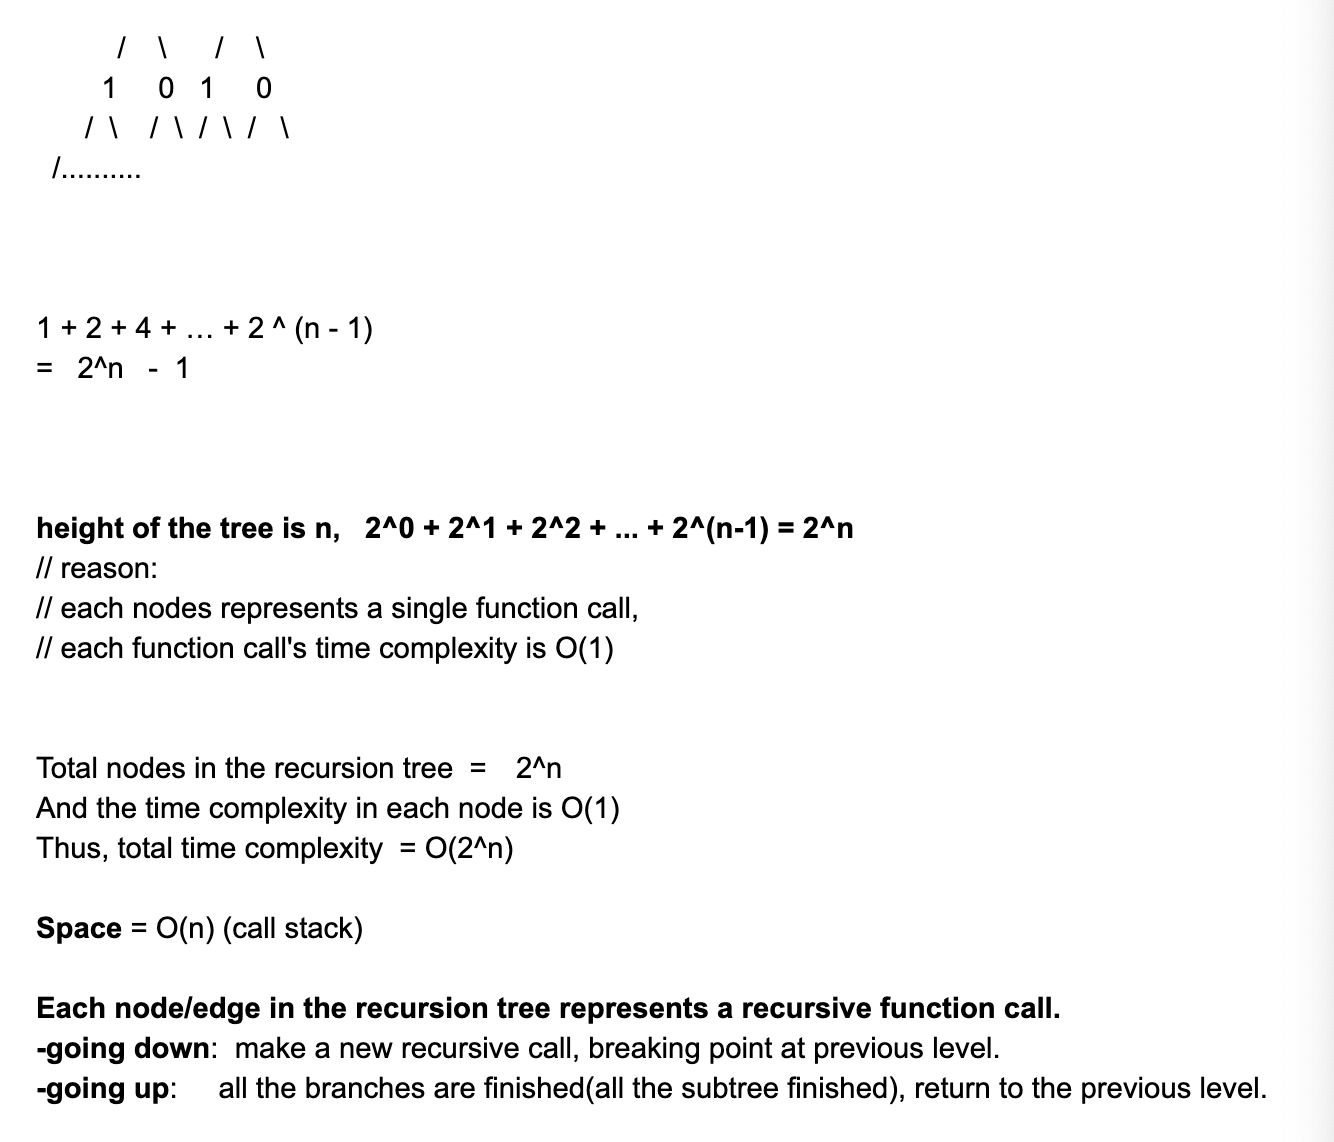 / \ / \
1 0 1 0
/ \ / \ / \ / \
/..........
1 + 2 + 4 + ... + 2 ^ (n - 1)
= 2^n - 1
height of the tree is n, 2^0 + 2^1 + 2^2 + ... + 2^(n-1) = 2^n
// reason:
// each nodes represents a single function call,
// each function call's time complexity is O(1)
Total nodes in the recursion tree = 2^n
And the time complexity in each node is O(1)
Thus, total time complexity = O(2^n)
Space = O(n) (call stack)
Each node/edge in the recursion tree represents a recursive function call.
-going down: make a new recursive call, breaking point at previous level.
-going up: all the branches are finished(all the subtree finished), return to the previous level.